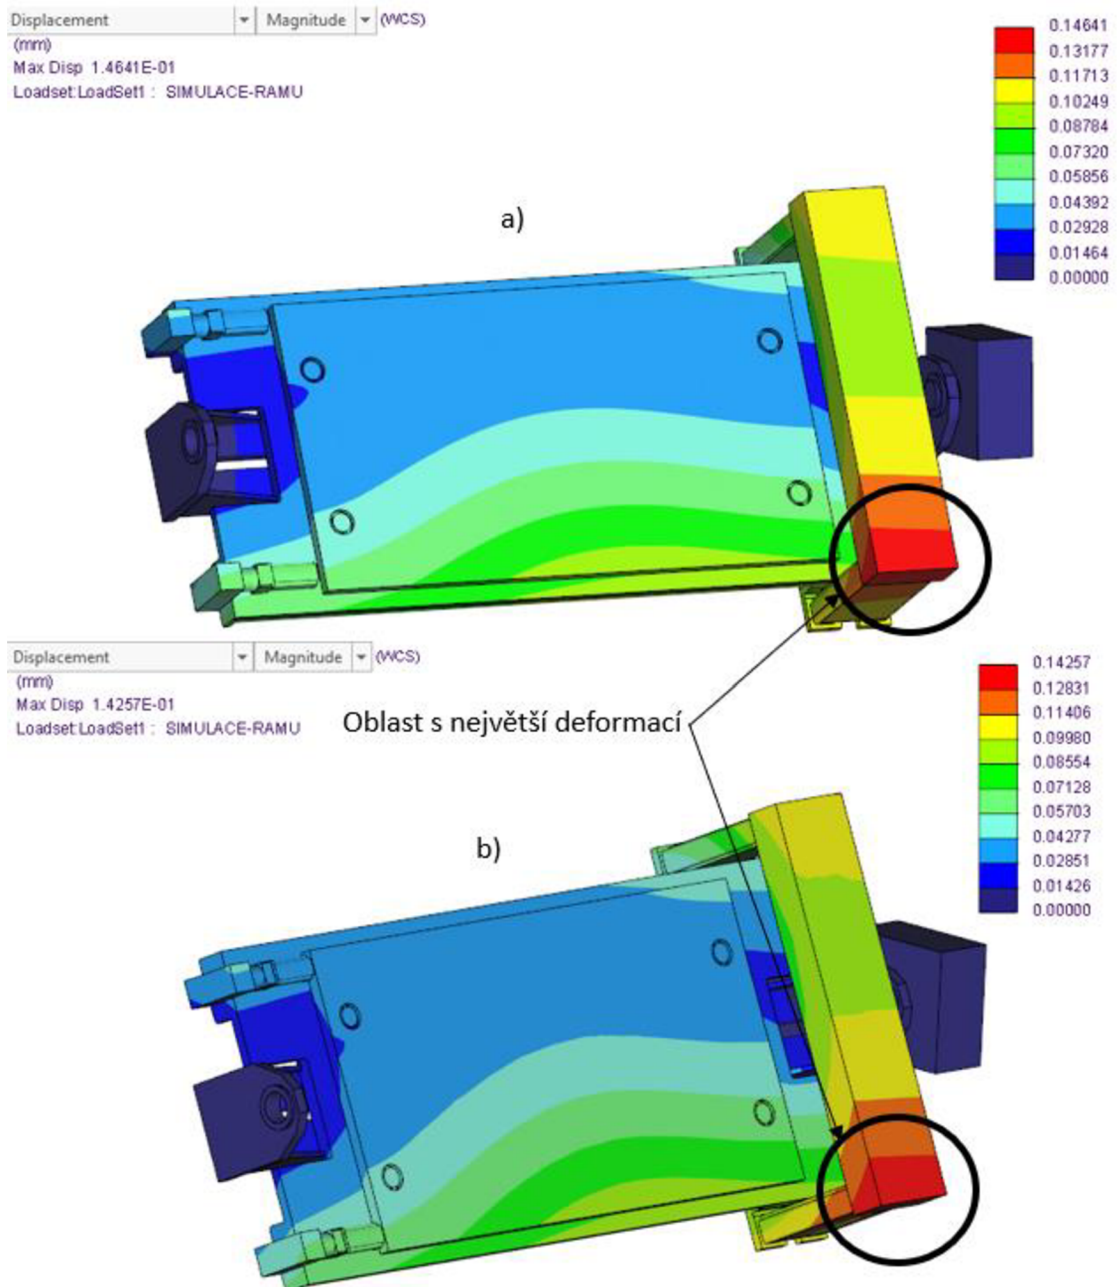 Displacement Magnitude (WCS)
(mm)
Max Disp 1.4641E-01
Loadset:LoadSet1 : SIMULACE-RAMU
0.14641
0.13177
0.11713
0.10249
0.08784
0.07320
0.05856
0.04392
0.02928
0.01464
0.00000
a)
Displacement Magnitude (WCS)
(mm)
Max Disp 1.4257E-01
Loadset:LoadSet1 : SIMULACE-RAMU
Oblast s největší deformací
0.14257
0.12831
0.11406
0.09980
0.08554
0.07128
0.05703
0.04277
0.02851
0.01426
0.00000
b)